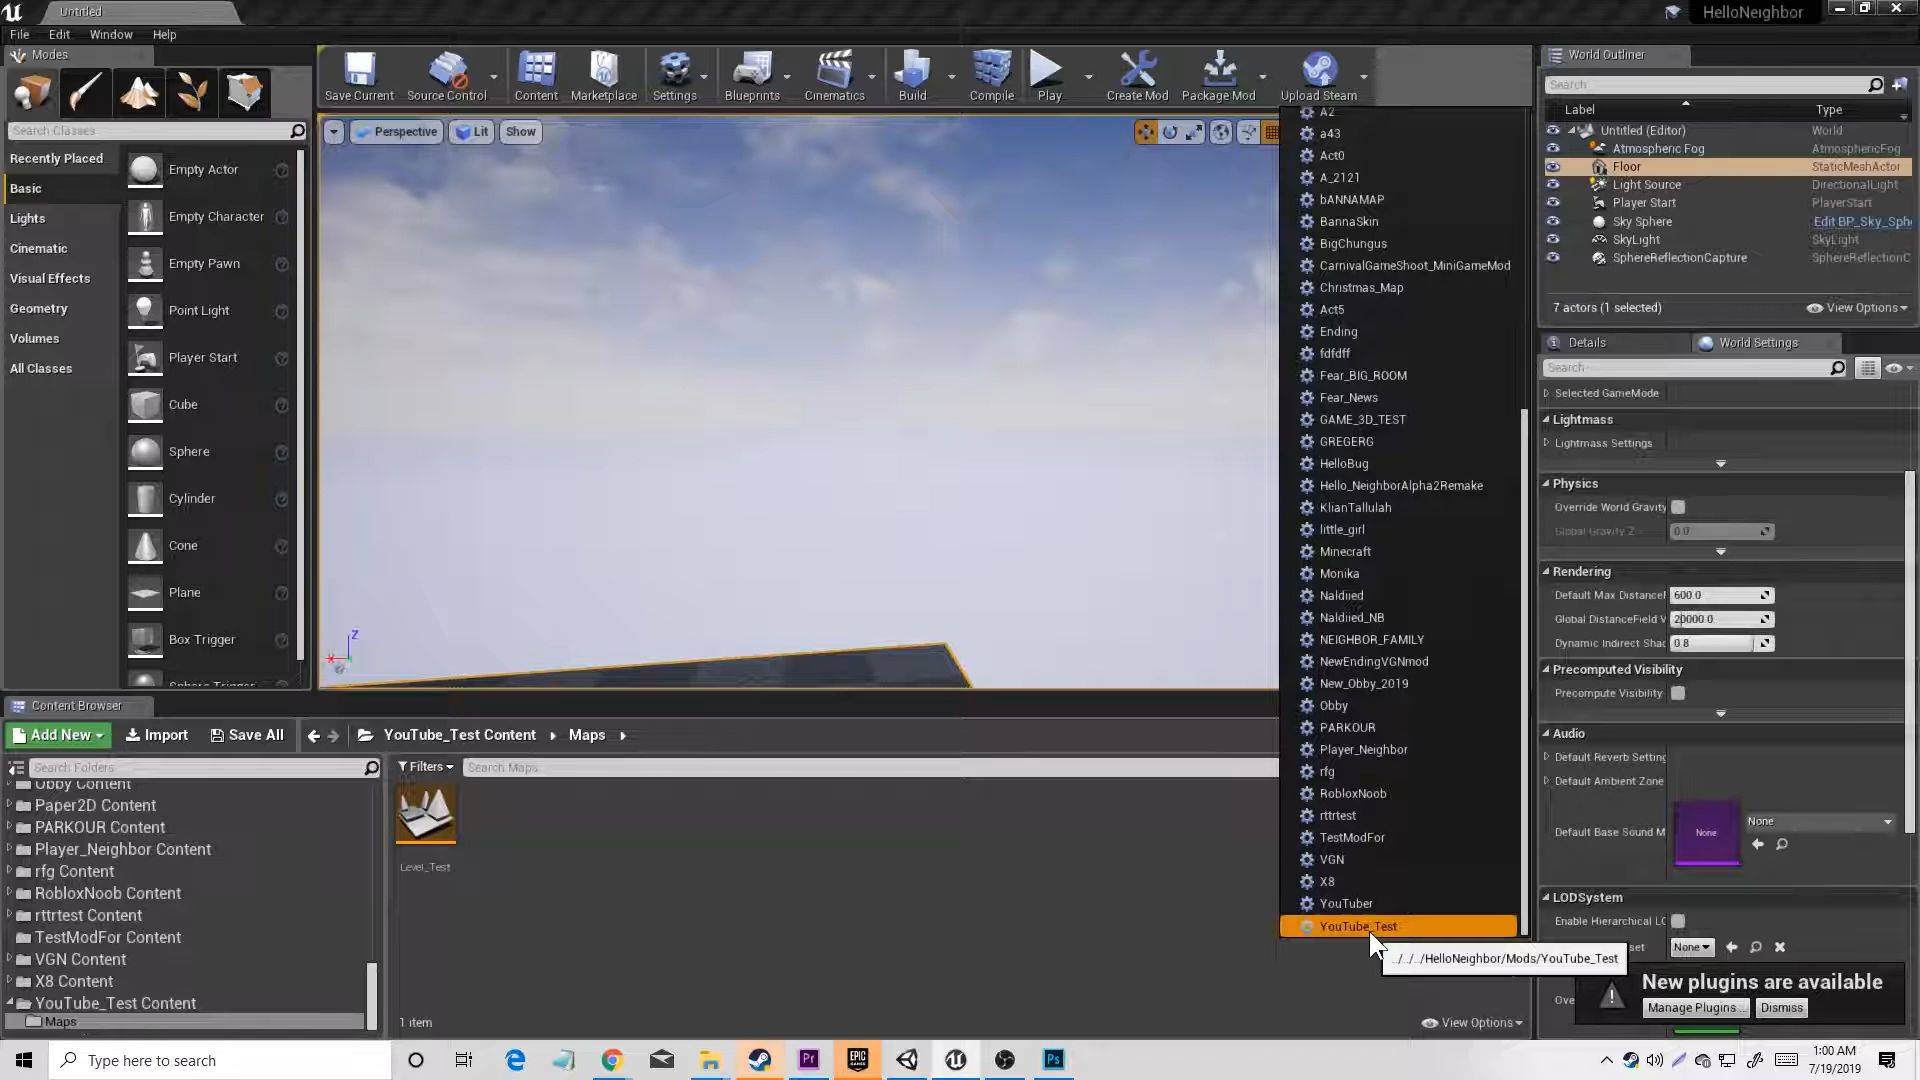 Untitled
HelloNeighbor
File Edit Window Help
Modes
Search Classes
Recently Placed
Basic
Lights
Cinematic
Visual Effects
Geometry
Volumes
All Classes
Empty Actor
Empty Character
Empty Pawn
Point Light
Player Start
Cube
Sphere
Cylinder
Cone
Plane
Box Trigger
Sphere Trigger
Save Current
Source Control
Content
Marketplace
Settings
Blueprints
Cinematics
Build
Compile
Play
Create Mod
Package Mod
Upload Steam
Perspective
Lit
Show
Z
X
A2
a43
Act0
A_2121
bANNAMAP
BannaSkin
BigChungus
CarnivalGameShoot_MiniGameMod
Christmas_Map
Act5
Ending
fdfdff
Fear_BIG_ROOM
Fear_News
GAME_3D_TEST
GREGERG
HelloBug
Hello_NeighborAlpha2Remake
KlianTallulah
little_girl
Minecraft
Monika
Naldiied
Naldiied_NB
NEIGHBOR_FAMILY
NewEndingVGNmod
New_Obby_2019
Obby
PARKOUR
Player_Neighbor
rfg
RobloxNoob
rttrtest
TestModFor
VGN
X8
YouTuber
YouTube_Test
../../../HelloNeighbor/Mods/YouTube_Test
World Outliner
Search
Label Type
Untitled (Editor) World
Atmospheric Fog AtmosphericFog
Floor StaticMeshActor
Light Source DirectionalLight
Player Start PlayerStart
Sky Sphere Edit BP_Sky_Sph
SkyLight SkyLight
SphereReflectionCapture SphereReflectionC
7 actors (1 selected) View Options
Details World Settings
Search
Selected GameMode
Lightmass
Lightmass Settings
Physics
Override World Gravity
Global Gravity Z 0.0
Rendering
Default Max DistanceF 600.0
Global DistanceField V 20000.0
Dynamic Indirect Shad 0.8
Precomputed Visibility
Precompute Visibility
Audio
Default Reverb Setting
Default Ambient Zone
Default Base Sound M None None
LODSystem
Enable Hierarchical LO
set None
Ove
New plugins are available
Manage Plugins... Dismiss
Content Browser
Add New Import Save All YouTube_Test Content Maps
Search Folders
Filters Search Maps
Obby Content
Paper2D Content
PARKOUR Content
Player_Neighbor Content
rfg Content
RobloxNoob Content
rttrtest Content
TestModFor Content
VGN Content
X8 Content
YouTube_Test Content
Maps
Level_Test
1 item
View Options
Type here to search
Pr
EPIC GAMES
Ps
1:00 AM
7/19/2019